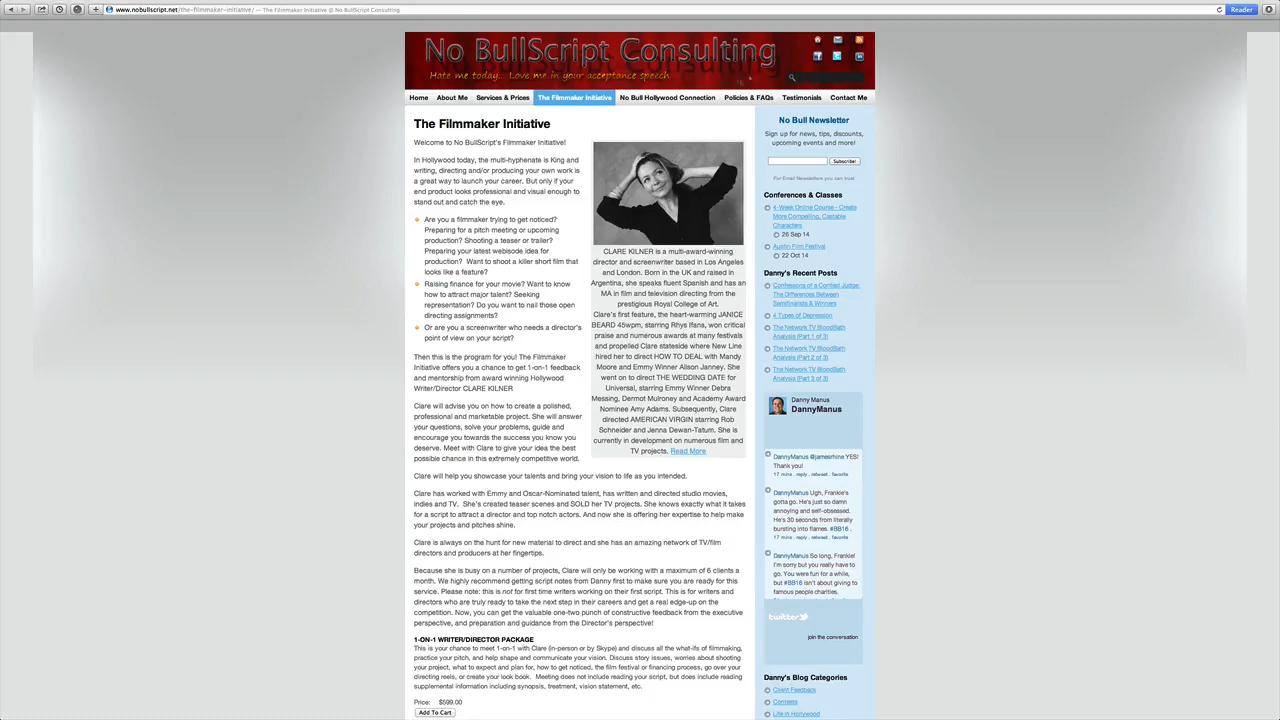 www.nobullscript.net/the-filmmaker-initiative/ — The Filmmaker Initiative @ No BullScript Consulting
Reader
No BullScript Consulting
Hate me today... Love me in your acceptance speech
Home About Me Services & Prices The Filmmaker Initiative No Bull Hollywood Connection Policies & FAQs Testimonials Contact Me
The Filmmaker Initiative
Welcome to No BullScript's Filmmaker Initiative!
In Hollywood today, the multi-hyphenate is King and
writing, directing and/or producing your own work is
a great way to launch your career. But only if your
end product looks professional and visual enough to
stand out and catch the eye.
Are you a filmmaker trying to get noticed?
Preparing for a pitch meeting or upcoming
production? Shooting a teaser or trailer?
Preparing your latest webisode idea for
production? Want to shoot a killer short film that
looks like a feature?
Raising finance for your movie? Want to know
how to attract major talent? Seeking
representation? Do you want to nail those open
directing assignments?
Or are you a screenwriter who needs a director's
point of view on your script?
Then this is the program for you! The Filmmaker
Initiative offers you a chance to get 1-on-1 feedback
and mentorship from award winning Hollywood
Writer/Director CLARE KILNER
Clare will advise you on how to create a polished,
professional and marketable project. She will answer
your questions, solve your problems, guide and
encourage you towards the success you know you
deserve. Meet with Clare to give your idea the best
possible chance in this extremely competitive world.
CLARE KILNER is a multi-award-winning
director and screenwriter based in Los Angeles
and London. Born in the UK and raised in
Argentina, she speaks fluent Spanish and has an
MA in film and television directing from the
prestigious Royal College of Art.
Clare's first feature, the heart-warming JANICE
BEARD 45wpm, starring Rhys Ifans, won critical
praise and numerous awards at many festivals
and propelled Clare stateside where New Line
hired her to direct HOW TO DEAL with Mandy
Moore and Emmy Winner Alison Janney. She
went on to direct THE WEDDING DATE for
Universal, starring Emmy Winner Debra
Messing, Dermot Mulroney and Academy Award
Nominee Amy Adams. Subsequently, Clare
directed AMERICAN VIRGIN starring Rob
Schneider and Jenna Dewan-Tatum. She is
currently in development on numerous film and
TV projects. Read More
Clare will help you showcase your talents and bring your vision to life as you intended.
Clare has worked with Emmy and Oscar-Nominated talent, has written and directed studio movies,
indies and TV. She's created teaser scenes and SOLD her TV projects. She knows exactly what it takes
for a script to attract a director and top notch actors. And now she is offering her expertise to help make
your projects and pitches shine.
Clare is always on the hunt for new material to direct and she has an amazing network of TV/film
directors and producers at her fingertips.
Because she is busy on a number of projects, Clare will only be working with a maximum of 6 clients a
month. We highly recommend getting script notes from Danny first to make sure you are ready for this
service. Please note: this is not for first time writers working on their first script. This is for writers and
directors who are truly ready to take the next step in their careers and get a real edge-up on the
competition. Now, you can get the valuable one-two punch of constructive feedback from the executive
perspective, and preparation and guidance from the Director's perspective!
1-ON-1 WRITER/DIRECTOR PACKAGE
This is your chance to meet 1-on-1 with Clare (in-person or by Skype) and discuss all the what-ifs of filmmaking,
practice your pitch, and help shape and communicate your vision. Discuss story issues, worries about shooting
your project, what to expect and plan for, how to get noticed, the film festival or financing process, go over your
directing reels, or create your look book. Meeting does not include reading your script, but does include reading
supplemental information including synopsis, treatment, vision statement, etc.
Price: $599.00
Add To Cart
No Bull Newsletter
Sign up for news, tips, discounts,
upcoming events and more!
Subscribe!
For Email Newsletters you can trust
Conferences & Classes
4-Week Online Course - Create
More Compelling, Castable
Characters
26 Sep 14
Austin Film Festival
22 Oct 14
Danny's Recent Posts
Confessions of a Contest Judge:
The Differences Between
Semifinalists & Winners
4 Types of Depression
The Network TV BloodBath
Analysis (Part 1 of 3)
The Network TV BloodBath
Analysis (Part 2 of 3)
The Network TV BloodBath
Analysis (Part 3 of 3)
Danny Manus
DannyManus
DannyManus @jamesrhine YES!
Thank you!
17 mins . reply . retweet . favorite
DannyManus Ugh, Frankie's
gotta go. He's just so damn
annoying and self-obsessed.
He's 30 seconds from literally
bursting into flames. #BB16 .
17 mins . reply . retweet . favorite
DannyManus So long, Frankie!
I'm sorry but you really have to
go. You were fun for a while,
but #BB16 isn't about giving to
famous people charities.
twitter
join the conversation
Danny's Blog Categories
Client Feedback
Contests
Life in Hollywood